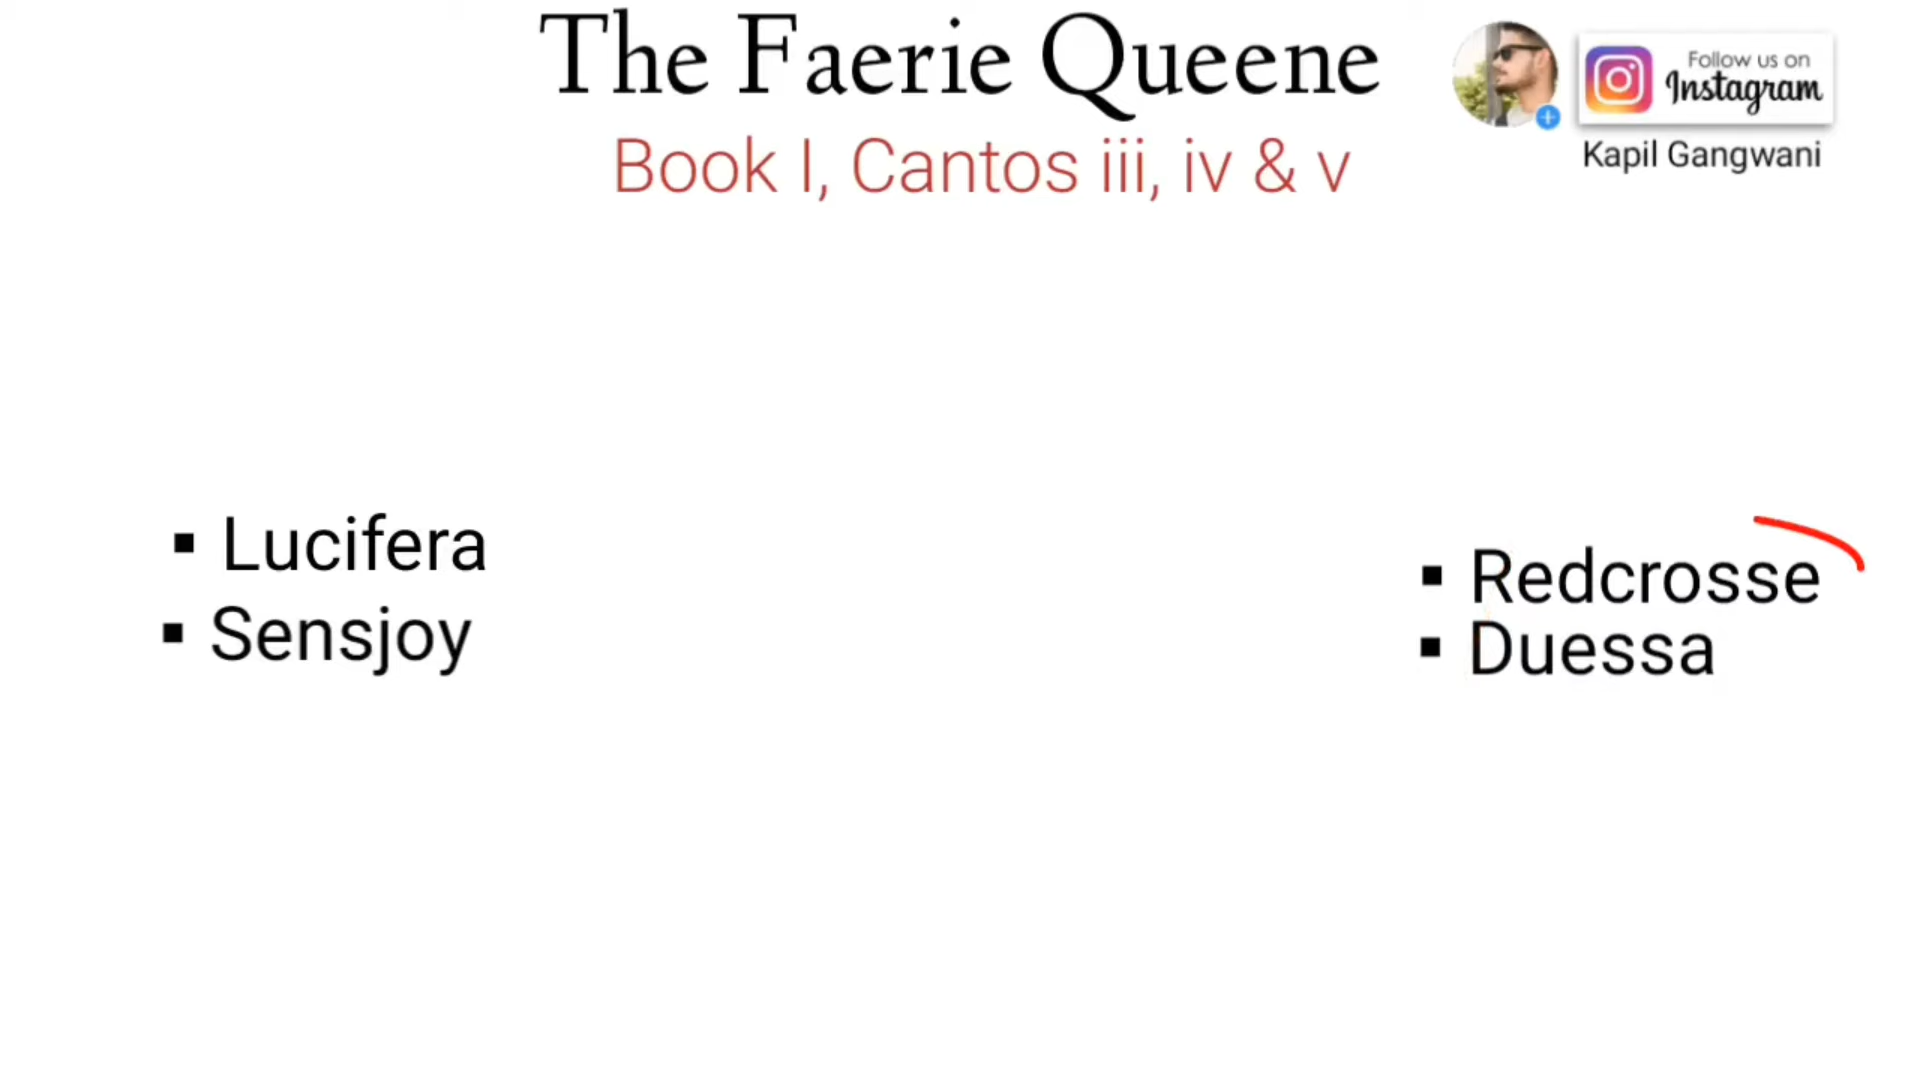 The Faerie Queene
Book I, Cantos iii, iv & v
Follow us on
Instagram
Kapil Gangwani
▪ Lucifera
▪ Sensjoy
▪ Redcrosse
▪ Duessa